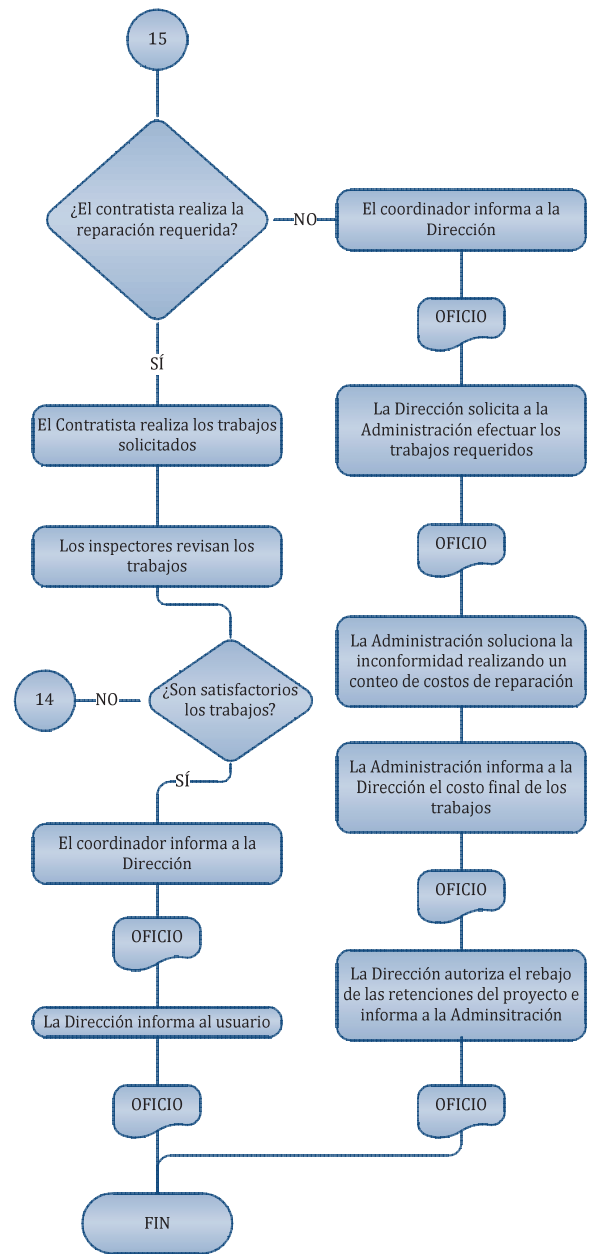 15
¿El contratista realiza la
reparación requerida?
NO
El coordinador informa a la
Dirección
OFICIO
SÍ
La Dirección solicita a la
Administración efectuar los
trabajos requeridos
El Contratista realiza los trabajos
solicitados
OFICIO
Los inspectores revisan los
trabajos
La Administración soluciona la
inconformidad realizando un
conteo de costos de reparación
¿Son satisfactorios
los trabajos?
NO
14
SÍ
La Administración informa a la
Dirección el costo final de los
trabajos
El coordinador informa a la
Dirección
OFICIO
OFICIO
La Dirección autoriza el rebajo
de las retenciones del proyecto e
informa a la Adminsitración
La Dirección informa al usuario
OFICIO
OFICIO
FIN